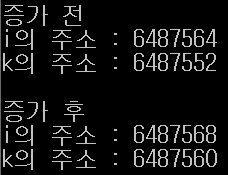 증가 전
i의 주소 : 6487564
k의 주소 : 6487552
증가 후
i의 주소 : 6487568
k의 주소 : 6487560